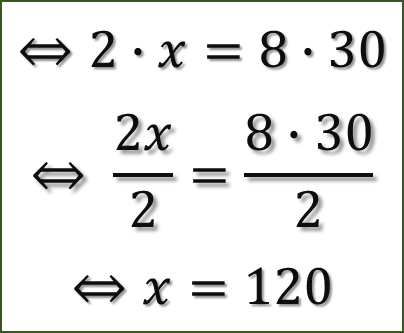 ⇔ 2 · x = 8 · 30
⇔ 2x/2 = 8 · 30/2
⇔ x = 120